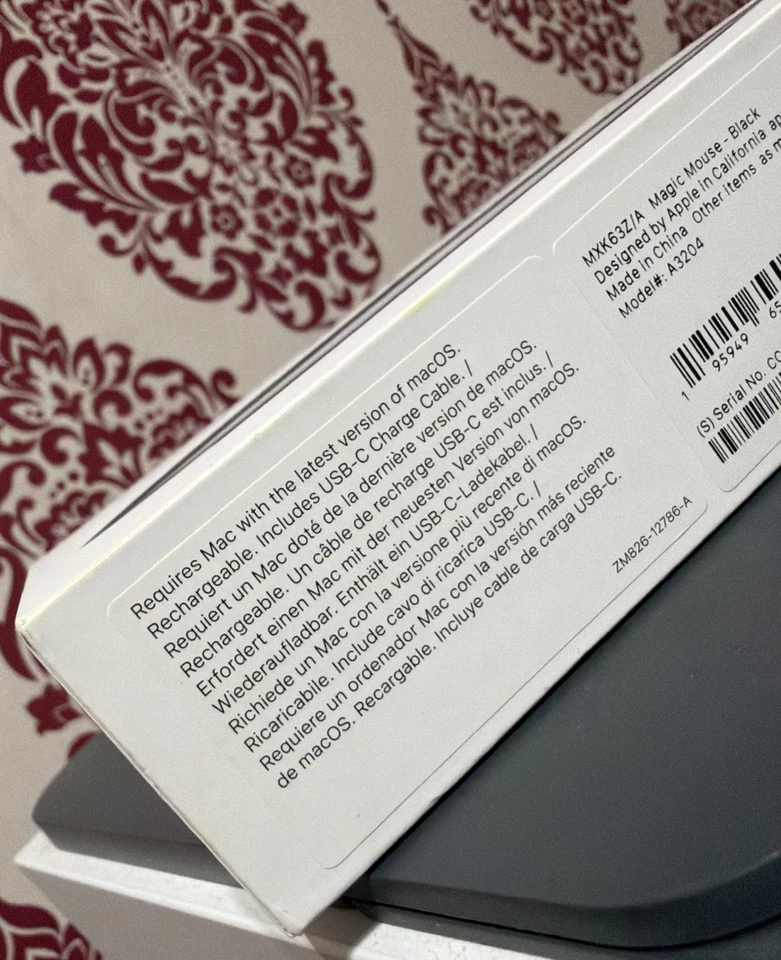 Requires Mac with the latest version of macOS.
Rechargeable. Includes USB-C Charge Cable. /
Requiert un Mac doté de la dernière version de macOS.
Rechargeable. Un câble de recharge USB-C est inclus. /
Erfordert einen Mac mit der neuesten Version von macOS.
Wiederaufladbar. Enthält ein USB-C-Ladekabel. /
Richiede un Mac con la versione più recente di macOS.
Ricaricabile. Include cavo di ricarica USB-C. /
Requiere un ordenador Mac con la versión más reciente
de macOS. Recargable. Incluye cable de carga USB-C.
ZM826-12786-A
MXK63Z/A Magic Mouse - Black
Designed by Apple in California
Made in China Other items as
Model#: A3204
1 95949 65
(S) Serial No.